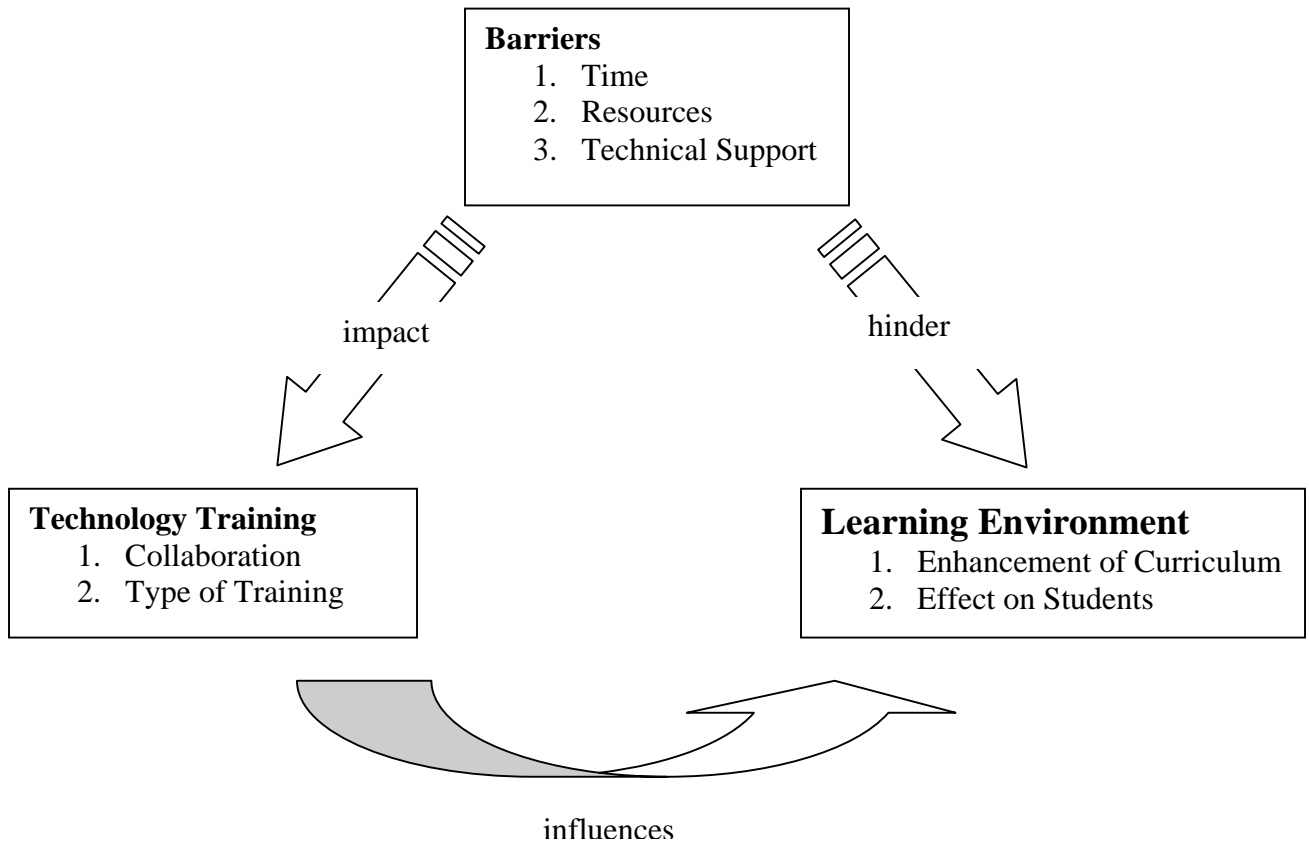 Barriers
1. Time
2. Resources
3. Technical Support
impact
hinder
Technology Training
1. Collaboration
2. Type of Training
Learning Environment
1. Enhancement of Curriculum
2. Effect on Students
influences